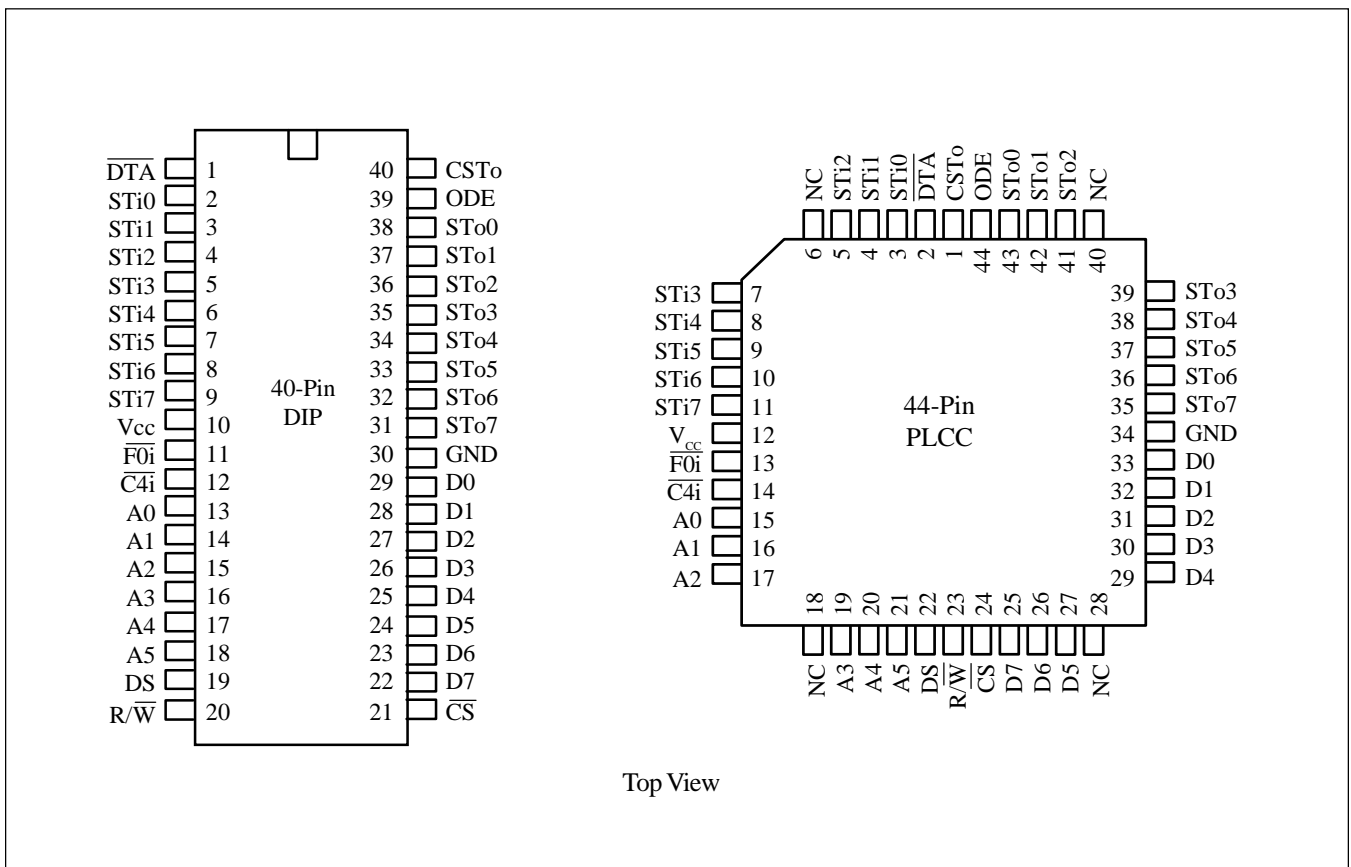 DTA 1 40 CSTo
STi0 2 39 ODE
STi1 3 38 STo0
STi2 4 37 STo1
STi3 5 36 STo2
STi4 6 35 STo3
STi5 7 34 STo4
STi6 8 33 STo5
STi7 9 32 STo6
Vcc 10 31 STo7
F0i 11 30 GND
C4i 12 29 D0
A0 13 28 D1
A1 14 27 D2
A2 15 26 D3
A3 16 25 D4
A4 17 24 D5
A5 18 23 D6
DS 19 22 D7
R/W 20 21 CS
40-Pin
DIP
NC STi2 STi1 STi0 DTA CSTo ODE STo0 STo1 STo2 NC
6 5 4 3 2 1 44 43 42 41 40
STi3 7 39 STo3
STi4 8 38 STo4
STi5 9 37 STo5
STi6 10 36 STo6
STi7 11 35 STo7
VCC 12 34 GND
F0i 13 33 D0
C4i 14 32 D1
A0 15 31 D2
A1 16 30 D3
A2 17 29 D4
44-Pin
PLCC
18 19 20 21 22 23 24 25 26 27 28
NC A3 A4 A5 DS R/W CS D7 D6 D5 NC
Top View